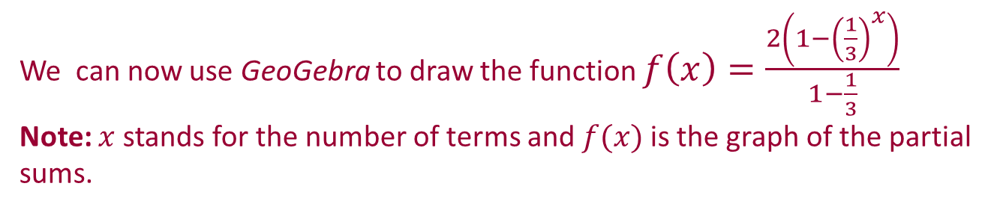 We can now use GeoGebra to draw the function f(x) = \frac{2\left(1-\left(\frac{1}{3}\right)^x\right)}{1-\frac{1}{3}}
Note: x stands for the number of terms and f(x) is the graph of the partial
sums.